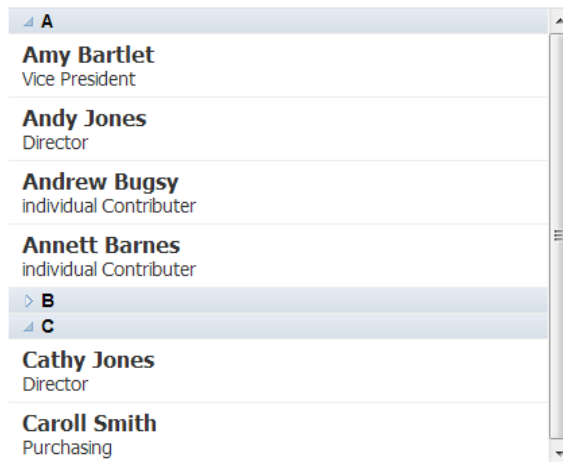 A
Amy Bartlet
Vice President
Andy Jones
Director
Andrew Bugsy
individual Contributer
Annett Barnes
individual Contributer
B
C
Cathy Jones
Director
Caroll Smith
Purchasing